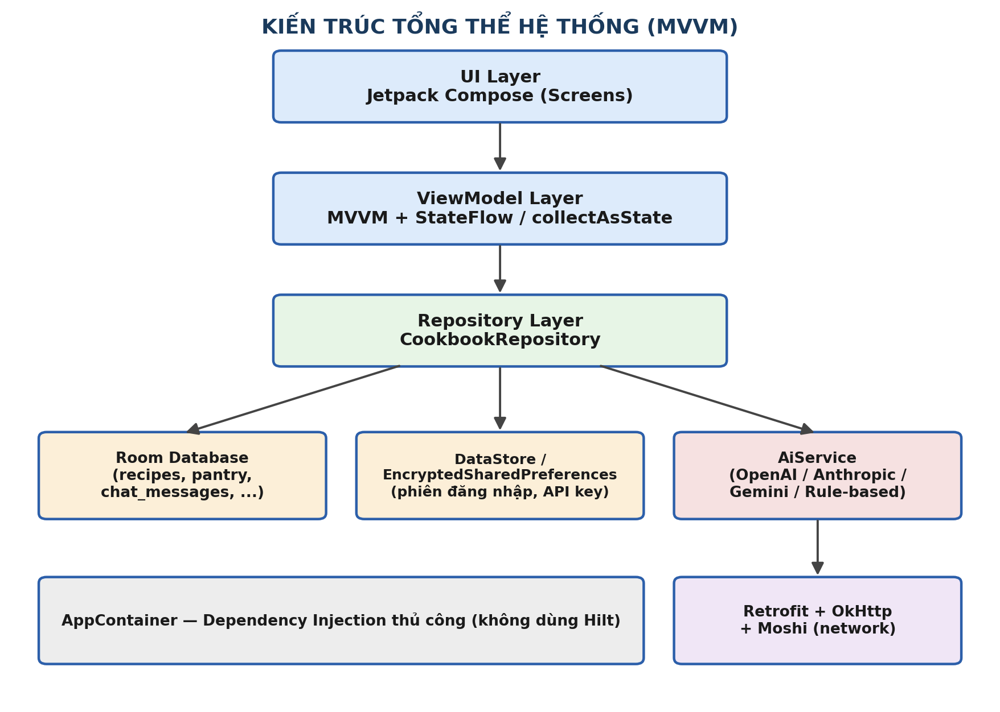 KIẾN TRÚC TỔNG THỂ HỆ THỐNG (MVVM)
UI Layer
Jetpack Compose (Screens)
ViewModel Layer
MVVM + StateFlow / collectAsState
Repository Layer
CookbookRepository
Room Database
(recipes, pantry,
chat_messages, ...)
DataStore /
EncryptedSharedPreferences
(phiên đăng nhập, API key)
AiService
(OpenAI / Anthropic /
Gemini / Rule-based)
AppContainer — Dependency Injection thủ công (không dùng Hilt)
Retrofit + OkHttp
+ Moshi (network)